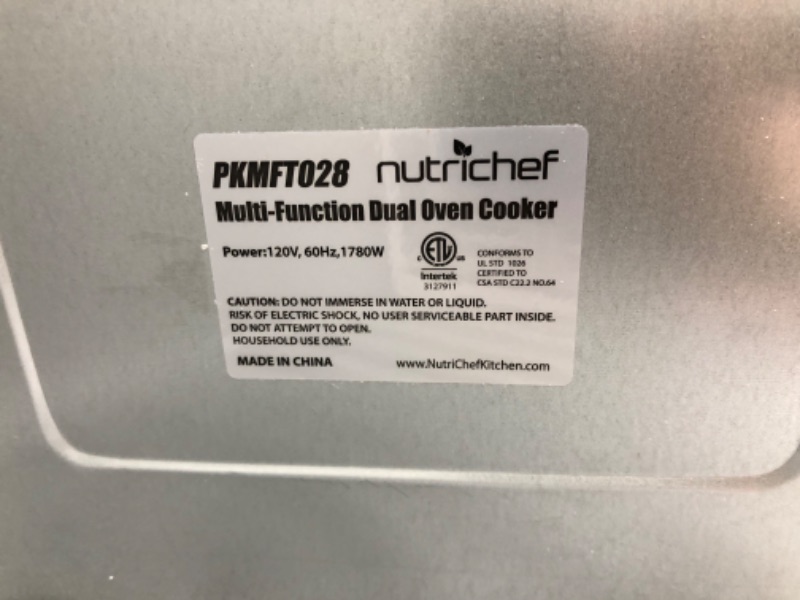 PKMFT028 nutrichef
Multi-Function Dual Oven Cooker
Power:120V, 60Hz,1780W
C ETL US
Intertek
3127911
CONFORMS TO
UL STD 1026
CERTIFIED TO
CSA STD C22.2 NO.64
CAUTION: DO NOT IMMERSE IN WATER OR LIQUID.
RISK OF ELECTRIC SHOCK, NO USER SERVICEABLE PART INSIDE.
DO NOT ATTEMPT TO OPEN.
HOUSEHOLD USE ONLY.
MADE IN CHINA www.NutriChefKitchen.com